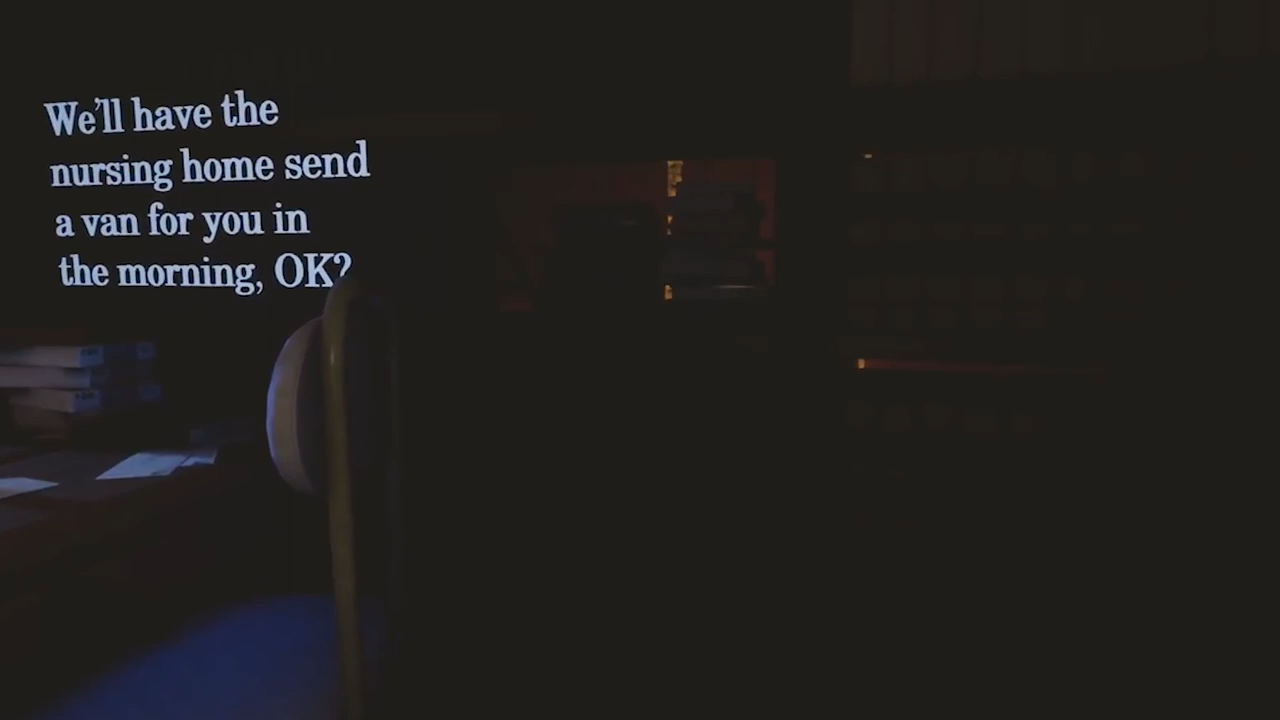 We'll have the
nursing home send
a van for you in
the morning, OK?